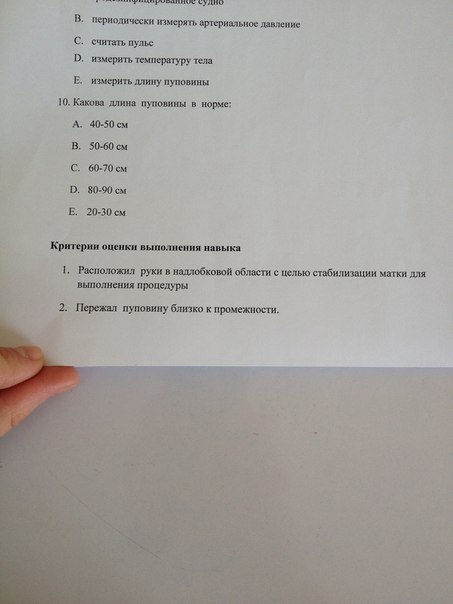 судно
B. периодически измерять артериальное давление
C. считать пульс
D. измерить температуру тела
E. измерить длину пуповины
10. Какова длина пуповины в норме:
A. 40-50 см
B. 50-60 см
C. 60-70 см
D. 80-90 см
E. 20-30 см
Критерии оценки выполнения навыка
1. Расположил руки в надлобковой области с целью стабилизации матки для
выполнения процедуры
2. Пережал пуповину близко к промежности.